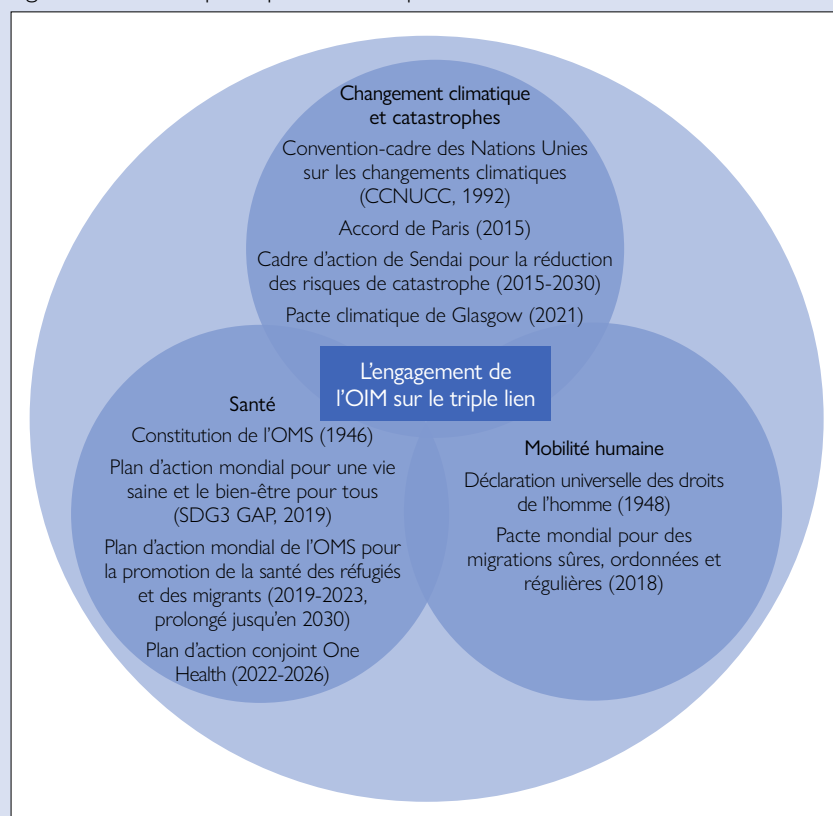 Changement climatique
et catastrophes
Convention-cadre des Nations Unies
sur les changements climatiques
(CCNUCC, 1992)
Accord de Paris (2015)
Cadre d'action de Sendai pour la réduction
des risques de catastrophe (2015-2030)
Pacte climatique de Glasgow (2021)
L'engagement de
l'OIM sur le triple lien
Santé
Constitution de l'OMS (1946)
Plan d'action mondial pour une vie
saine et le bien-être pour tous
(SDG3 GAP, 2019)
Plan d'action mondial de l'OMS pour
la promotion de la santé des réfugiés
et des migrants (2019-2023,
prolongé jusqu'en 2030)
Plan d'action conjoint One
Health (2022-2026)
Mobilité humaine
Déclaration universelle des droits
de l'homme (1948)
Pacte mondial pour des
migrations sûres, ordonnées et
régulières (2018)